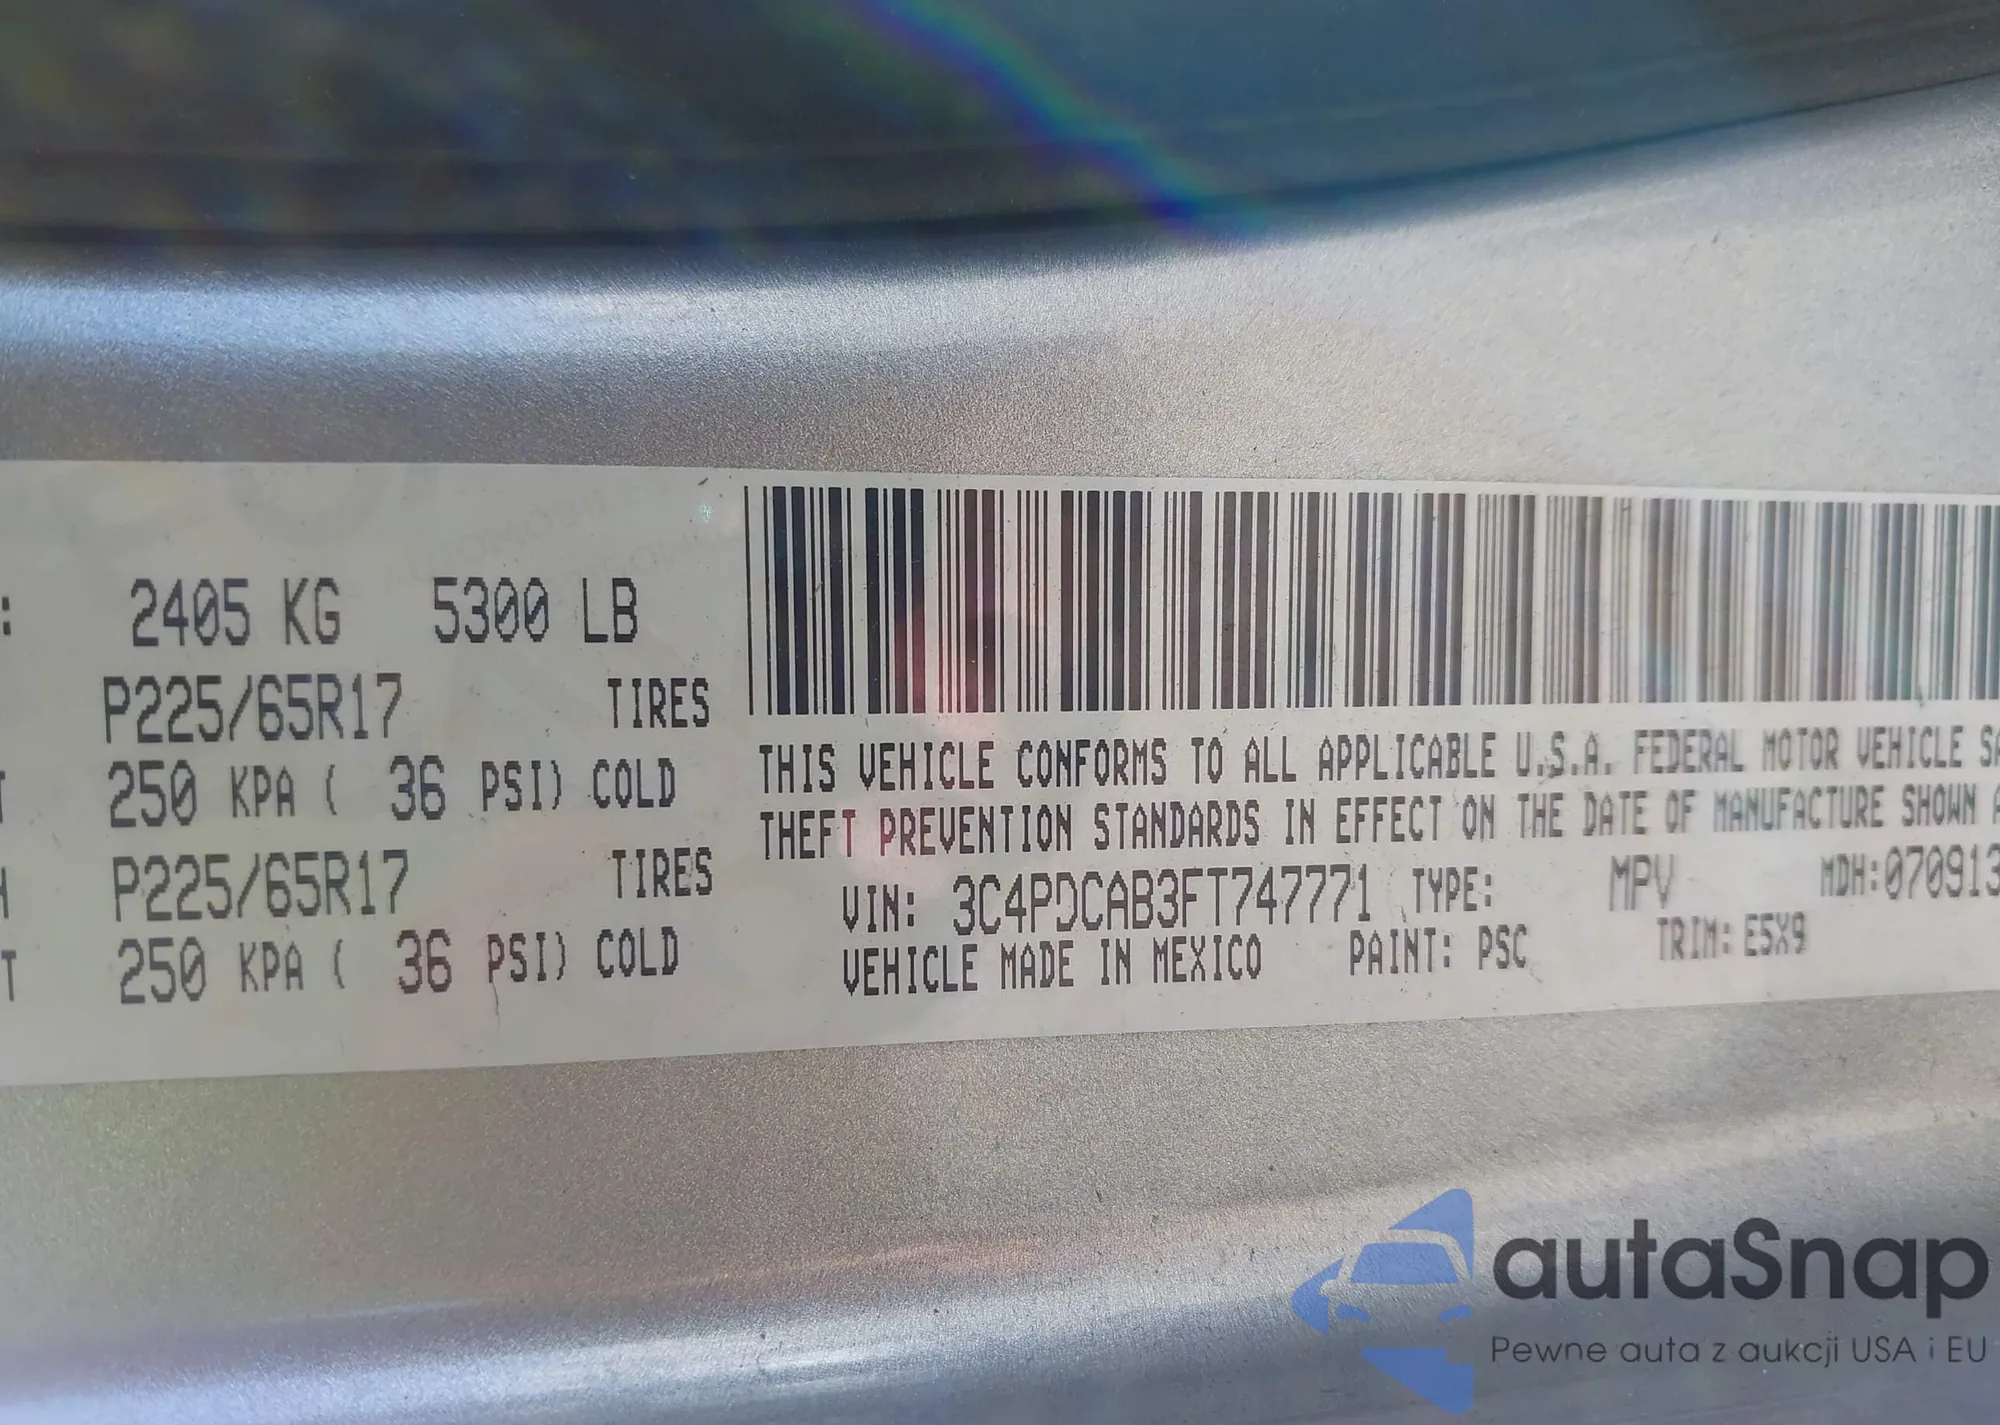 : 2405 KG 5300 LB
P225/65R17 TIRES
T 250 KPA ( 36 PSI) COLD
H P225/65R17 TIRES
T 250 KPA ( 36 PSI) COLD
THIS VEHICLE CONFORMS TO ALL APPLICABLE U.S.A. FEDERAL MOTOR VEHICLE SA
THEFT PREVENTION STANDARDS IN EFFECT ON THE DATE OF MANUFACTURE SHOWN A
VIN: 3C4PDCAB3FT747771 TYPE: MPV MDH:070913
VEHICLE MADE IN MEXICO PAINT: PSC TRIM: E5X9
autaSnap
Pewne auta z aukcji USA i EU